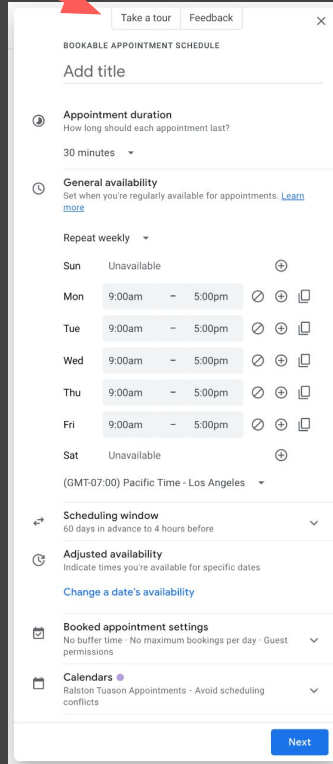 Take a tour Feedback
BOOKABLE APPOINTMENT SCHEDULE
Add title
Appointment duration
How long should each appointment last?
30 minutes
General availability
Set when you're regularly available for appointments. Learn
more
Repeat weekly
Sun Unavailable
Mon 9:00am – 5:00pm
Tue 9:00am – 5:00pm
Wed 9:00am – 5:00pm
Thu 9:00am – 5:00pm
Fri 9:00am – 5:00pm
Sat Unavailable
(GMT-07:00) Pacific Time - Los Angeles
Scheduling window
60 days in advance to 4 hours before
Adjusted availability
Indicate times you're available for specific dates
Change a date's availability
Booked appointment settings
No buffer time · No maximum bookings per day · Guest
permissions
Calendars
Ralston Tuason Appointments · Avoid scheduling
conflicts
Next